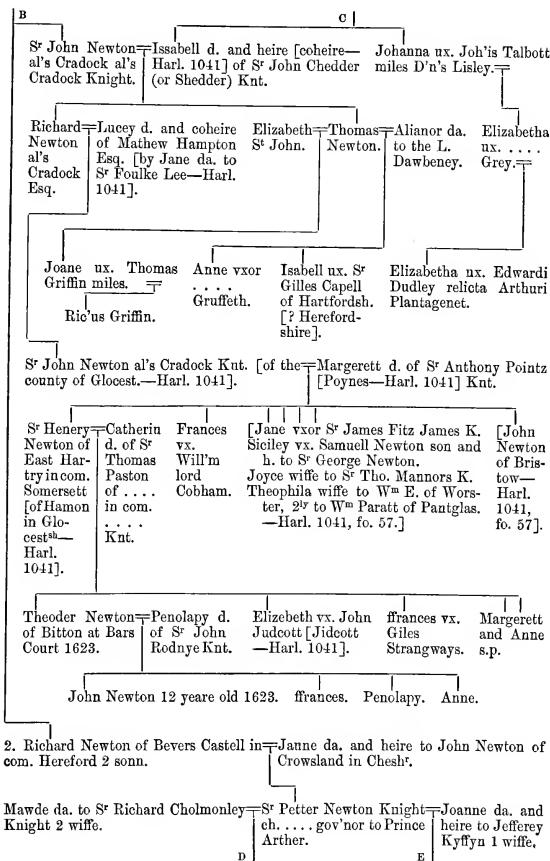 B
C
Sʳ John Newton
al's Cradock al's
Cradock Knight.
Issabell d. and heire [coheire—
Harl. 1041] of Sʳ John Chedder
(or Shedder) Knt.
Johanna ux. Joh'is Talbott
miles D'n's Lisley.
Richard
Newton
al's
Cradock
Esq.
Lucey d. and coheire
of Mathew Hampton
Esq. [by Jane da. to
Sʳ Foulke Lee—Harl.
1041].
Elizabeth
Sᵗ John.
Thomas
Newton.
Alianor da.
to the L.
Dawbeney.
Elizabetha
ux. . . . .
Grey.
Joane ux. Thomas
Griffin miles.
Ric'us Griffin.
Anne vxor
. . . .
Gruffeth.
Isabell ux. Sʳ
Gilles Capell
of Hartfordsh.
[? Hereford-
shire].
Elizabetha ux. Edwardi
Dudley relicta Arthuri
Plantagenet.
Sʳ John Newton al's Cradock Knt. [of the
county of Glocest.—Harl. 1041].
Margerett d. of Sʳ Anthony Pointz
[Poynes—Harl. 1041] Knt.
Sʳ Henery
Newton of
East Har-
try in com.
Somersett
[of Hamon
in Glo-
cestˢʰ—
Harl.
1041].
Catherin
d. of Sʳ
Thomas
Paston
of . . . .
in com.
. . . .
Knt.
Frances
vx.
Will'm
lord
Cobham.
[Jane vxor Sʳ James Fitz James K.
Siciley vx. Samuell Newton son and
h. to Sʳ George Newton.
Joyce wiffe to Sʳ Tho. Mannors K.
Theophila wiffe to Wᵐ E. of Wors-
ter, 2ˡʸ to Wᵐ Paratt of Pantglas.
—Harl. 1041, fo. 57.]
[John
Newton
of Bris-
tow—
Harl.
1041,
fo. 57].
Theoder Newton
of Bitton at Bars
Court 1623.
Penolapy d.
of Sʳ John
Rodnye Knt.
Elizebeth vx. John
Judcott [Jidcott
—Harl. 1041].
ffrances vx.
Giles
Strangways.
Margerett
and Anne
s.p.
John Newton 12 yeare old 1623. ffrances. Penolapy. Anne.
2. Richard Newton of Bevers Castell in
com. Hereford 2 sonn.
Janne da. and heire to John Newton of
Crowsland in Cheshʳ.
Mawde da. to Sʳ Richard Cholmonley
Knight 2 wiffe.
Sʳ Petter Newton Knight
ch. . . . . gov'nor to Prince
Arther.
Joanne da. and
heire to Jefferey
Kyffyn 1 wiffe.
D
E